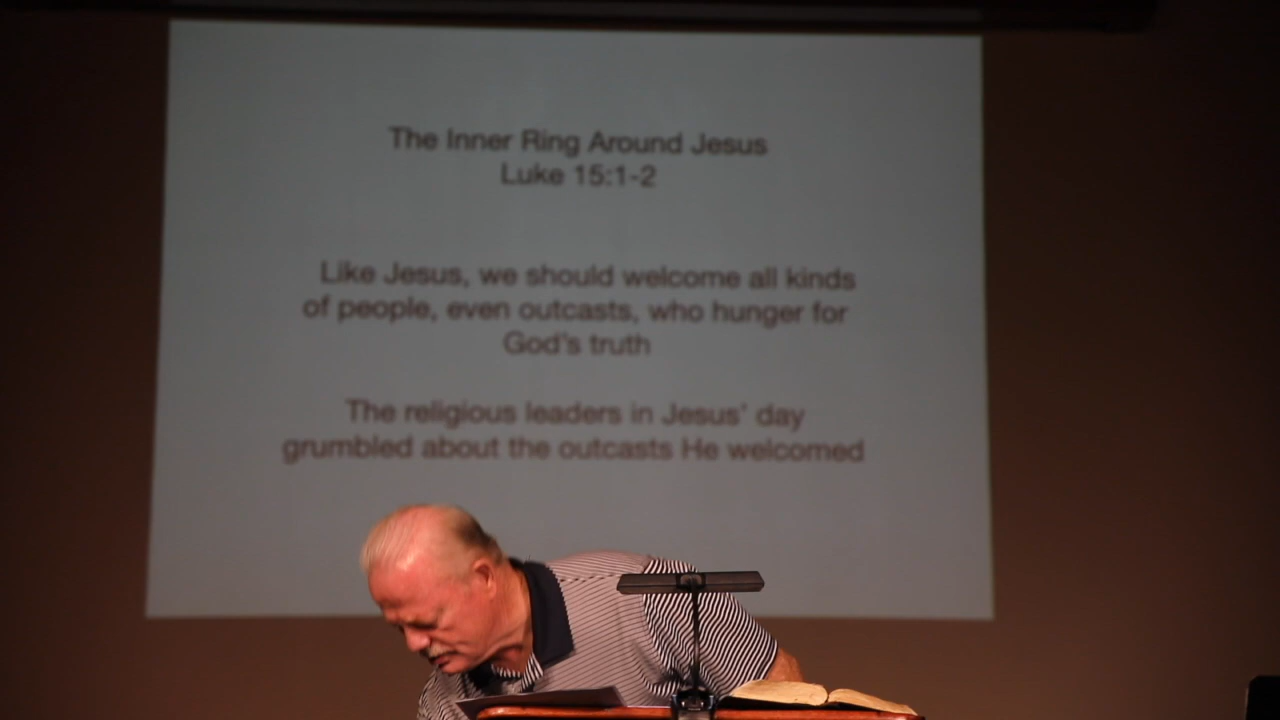 The Inner Ring Around Jesus
Luke 15:1-2
Like Jesus, we should welcome all kinds
of people, even outcasts, who hunger for
God's truth
The religious leaders in Jesus' day
grumbled about the outcasts He welcomed